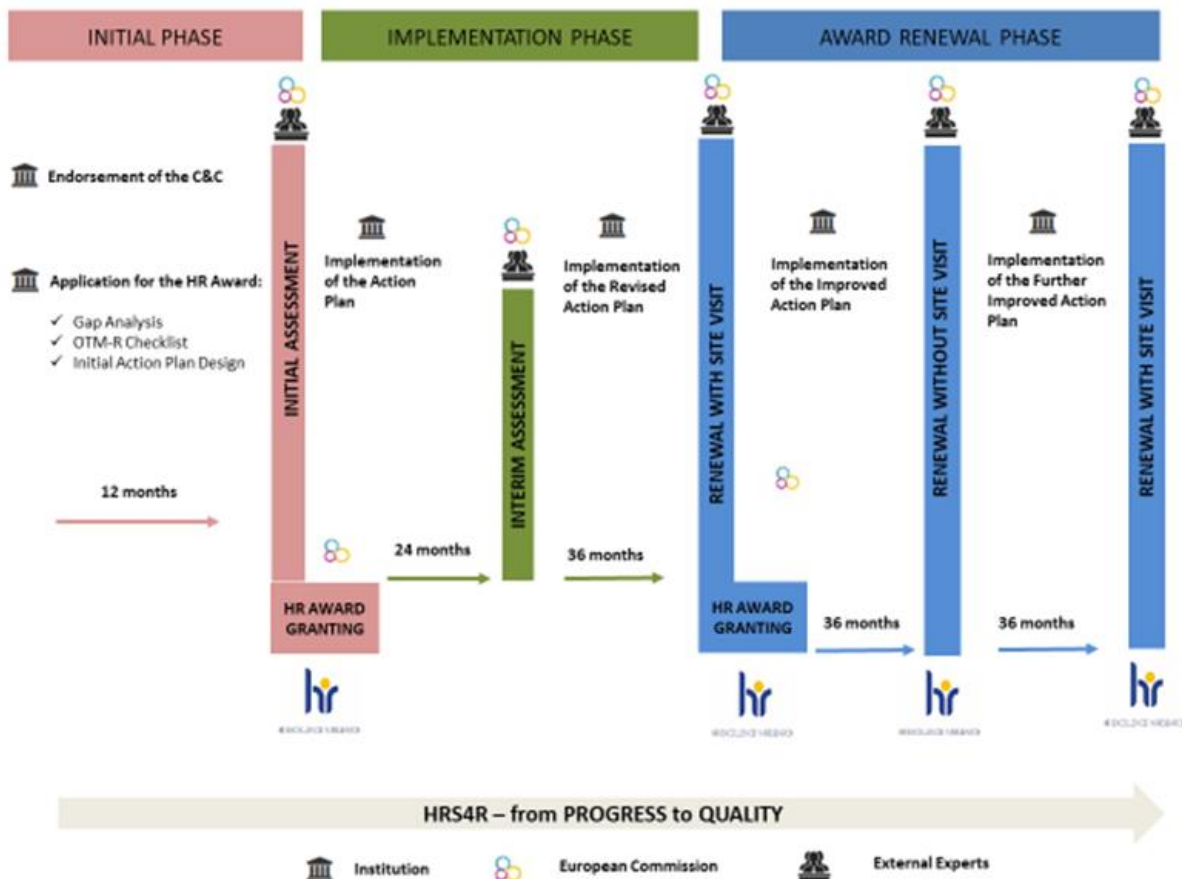 INITIAL PHASE
IMPLEMENTATION PHASE
AWARD RENEWAL PHASE
Endorsement of the C&C
Application for the HR Award:
✓ Gap Analysis
✓ OTM-R Checklist
✓ Initial Action Plan Design
12 months
INITIAL ASSESSMENT
HR AWARD
GRANTING
hr
Implementation
of the Action
Plan
24 months
INTERIM ASSESSMENT
Implementation
of the Revised
Action Plan
36 months
RENEWAL WITH SITE VISIT
HR AWARD
GRANTING
hr
Implementation
of the Improved
Action Plan
36 months
RENEWAL WITHOUT SITE VISIT
hr
Implementation
of the Further
Improved Action
Plan
36 months
RENEWAL WITH SITE VISIT
hr
HRS4R – from PROGRESS to QUALITY
Institution
European Commission
External Experts